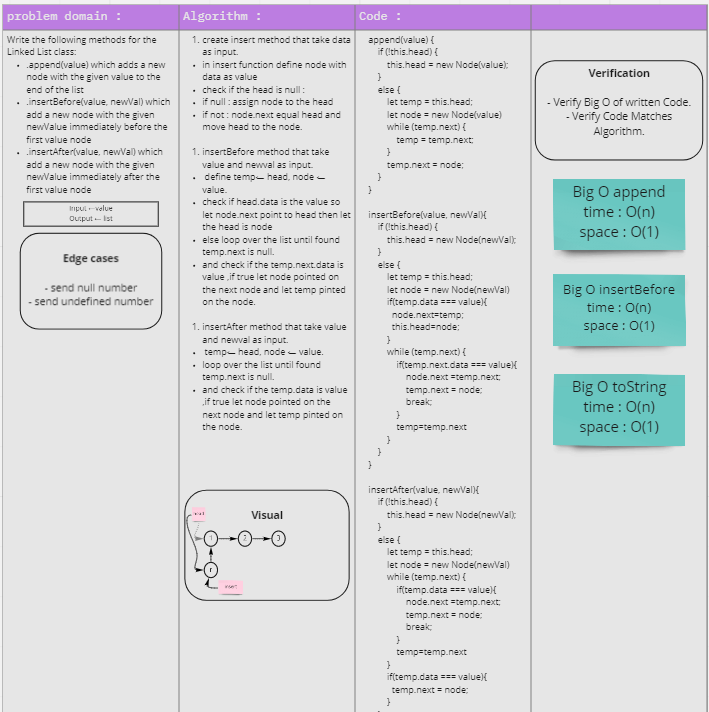 problem domain :
Write the following methods for the
Linked List class:
• .append(value) which adds a new
node with the given value to the
end of the list
• .insertBefore(value, newVal) which
add a new node with the given
newValue immediately before the
first value node
• .insertAfter(value, newVal) which
add a new node with the given
newValue immediately after the
first value node
Input ←value
Output ← list
Edge cases
- send null number
- send undefined number
Algorithm :
1. create insert method that take data
as input.
• in insert function define node with
data as value
• check if the head is null :
• if null : assign node to the head
• if not : node.next equal head and
move head to the node.
1. insertBefore method that take
value and newval as input.
• define temp← head, node ←
value.
• check if head.data is the value so
let node.next point to head then let
the head is node
• else loop over the list until found
temp.next is null.
• and check if the temp.next.data is
value ,if true let node pointed on
the next node and let temp pinted
on the node.
1. insertAfter method that take value
and newval as input.
• temp← head, node ← value.
• loop over the list until found
temp.next is null.
• and check if the temp.data is value
,if true let node pointed on the
next node and let temp pinted on
the node.
Visual
head
1
2
3
insert
Code :
append(value) {
if (!this.head) {
this.head = new Node(value);
}
else {
let temp = this.head;
let node = new Node(value)
while (temp.next) {
temp = temp.next;
}
temp.next = node;
}
}
insertBefore(value, newVal){
if (!this.head) {
this.head = new Node(newVal);
}
else {
let temp = this.head;
let node = new Node(newVal)
if(temp.data === value){
node.next=temp;
this.head=node;
}
while (temp.next) {
if(temp.next.data === value){
node.next =temp.next;
temp.next = node;
break;
}
temp=temp.next
}
}
}
insertAfter(value, newVal){
if (!this.head) {
this.head = new Node(newVal);
}
else {
let temp = this.head;
let node = new Node(newVal)
while (temp.next) {
if(temp.data === value){
node.next =temp.next;
temp.next = node;
break;
}
temp=temp.next
}
if(temp.data === value){
temp.next = node;
}
Verification
- Verify Big O of written Code.
- Verify Code Matches
Algorithm.
Big O append
time : O(n)
space : O(1)
Big O insertBefore
time : O(n)
space : O(1)
Big O toString
time : O(n)
space : O(1)